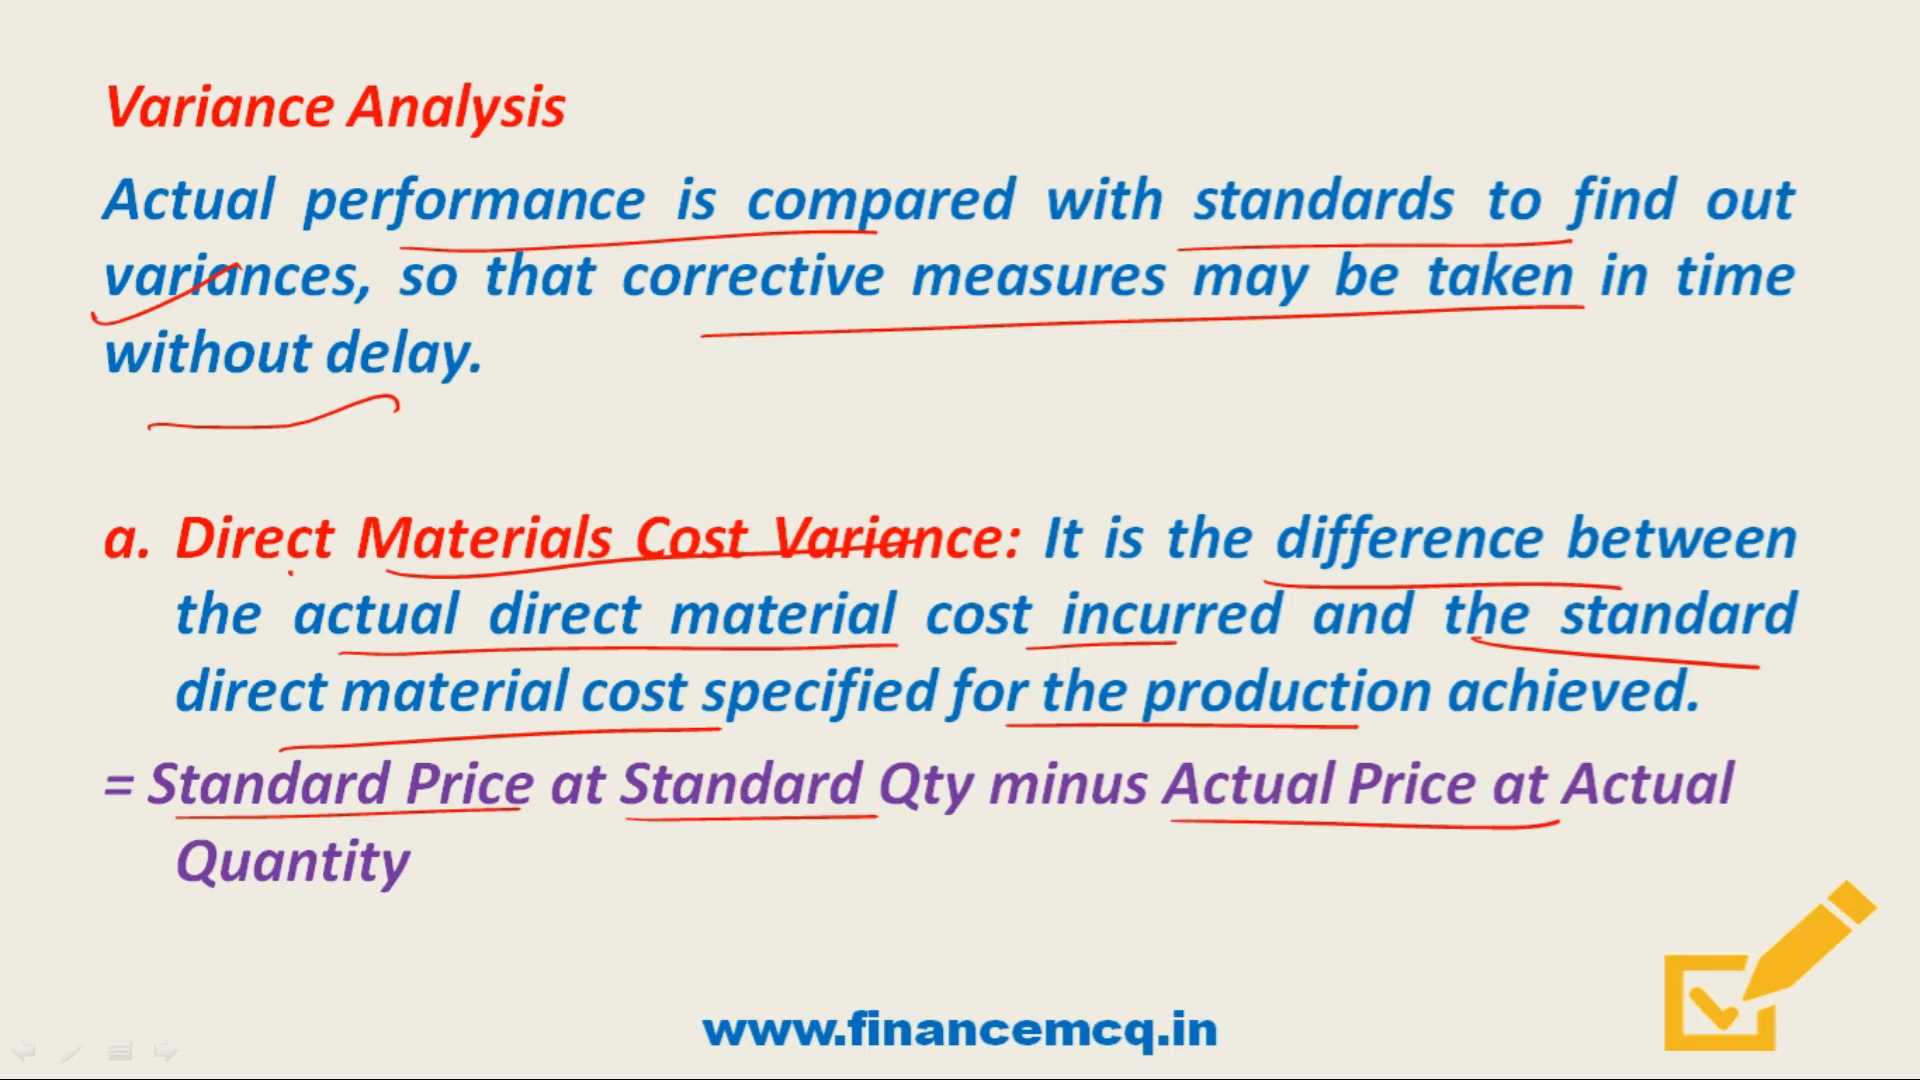 Variance Analysis
Actual performance is compared with standards to find out
variances, so that corrective measures may be taken in time
without delay.
a. Direct Materials Cost Variance: It is the difference between
the actual direct material cost incurred and the standard
direct material cost specified for the production achieved.
= Standard Price at Standard Qty minus Actual Price at Actual
Quantity
www.financemcq.in